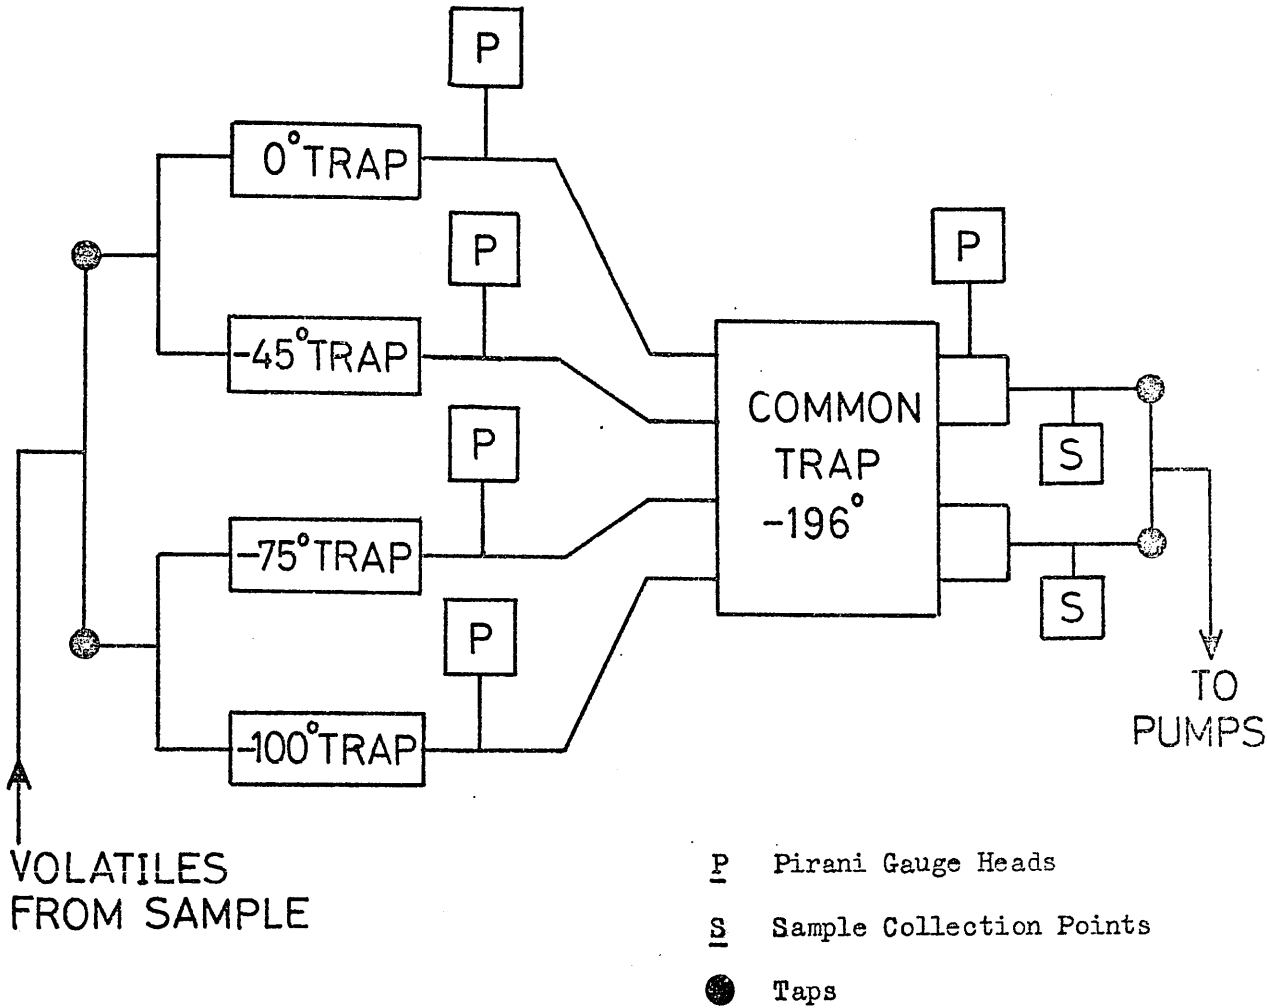 P
0° TRAP
P
-45° TRAP
P
P
-75° TRAP
P
-100° TRAP
COMMON
TRAP
-196°
S
S
TO
PUMPS
VOLATILES
FROM SAMPLE
P Pirani Gauge Heads
S Sample Collection Points
Taps